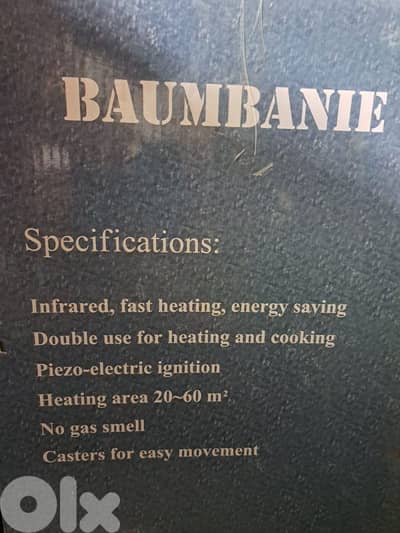 BAUMBANIE
Specifications:
Infrared, fast heating, energy saving
Double use for heating and cooking
Piezo-electric ignition
Heating area 20~60 m²
No gas smell
Casters for easy movement
Olx